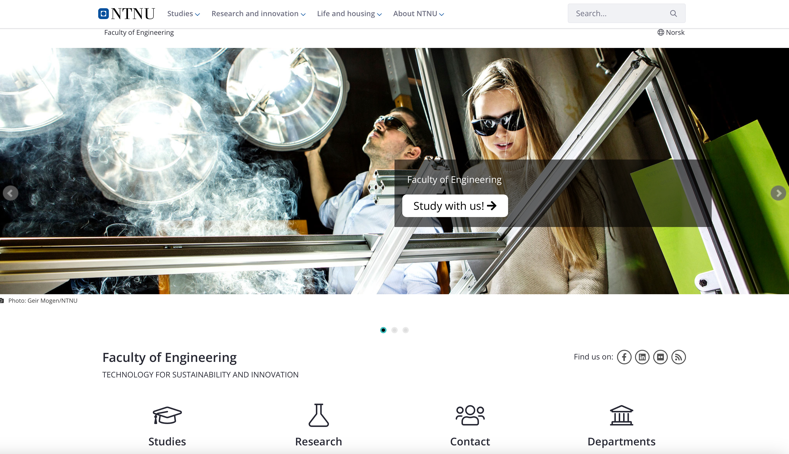 NTNU
Studies
Research and innovation
Life and housing
About NTNU
Search...
Faculty of Engineering
Norsk
Faculty of Engineering
Study with us!
Photo: Geir Mogen/NTNU
Faculty of Engineering
Find us on:
TECHNOLOGY FOR SUSTAINABILITY AND INNOVATION
Studies
Research
Contact
Departments